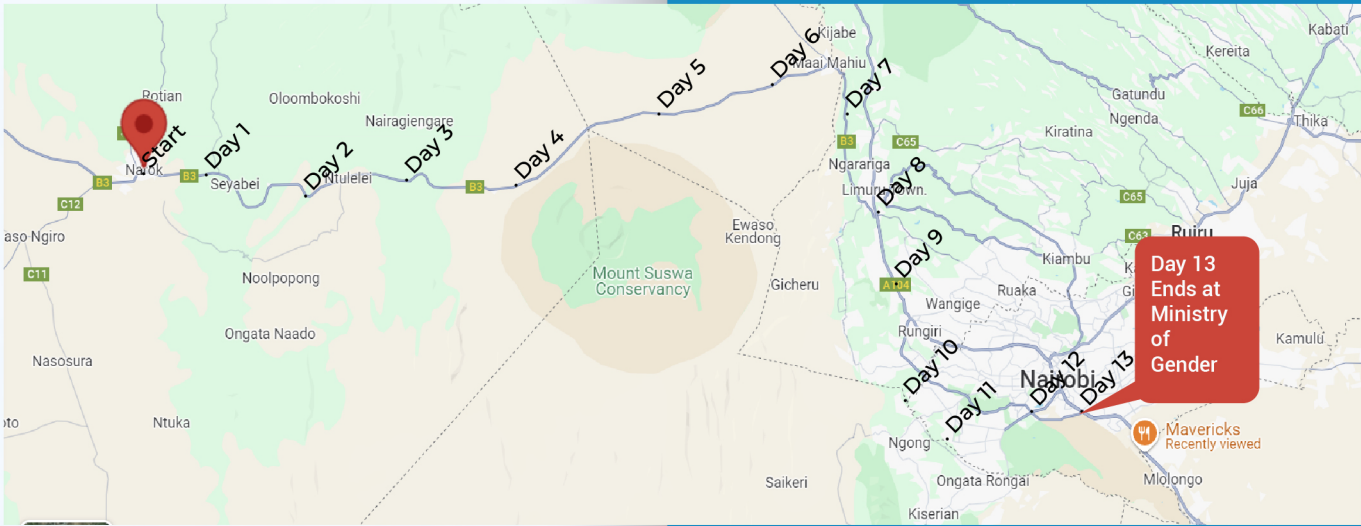 Kijabe
Kabati
Day 6
Kereita
Maai Mahiu
Day 5
Day 7
Rotian
Oloombokoshi
Gatundu
Nairagiengare
C66
Ngenda
Thika
Kiratina
Start
Day 1
Day 2
Day 3
Day 4
B3
C65
Narok
B3
B3
Seyabei
Ntulelei
B3
Ngarariga
Day 8
Limuru Town.
Juja
C12
C65
Ewaso
Kendong
aso Ngiro
C63
Ruiru
Day 9
Kiambu
C11
Noolpopong
Mount Suswa
Conservancy
Gicheru
A104
Ruaka
Wangige
Day 13
Ends at
Ministry
of
Gender
Ongata Naado
Rungiri
Kamulu
Nasosura
Day 10
Day 12
Nairobi
Day 13
Day 11
oto
Ntuka
Ngong
Mavericks
Recently viewed
Saikeri
Ongata Rongai
Mlolongo
Kiserian